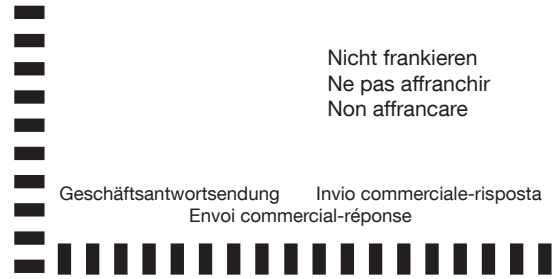 Nicht frankieren
Ne pas affranchir
Non affrancare
Geschäftsantwortsendung Invio commerciale-risposta
Envoi commercial-réponse